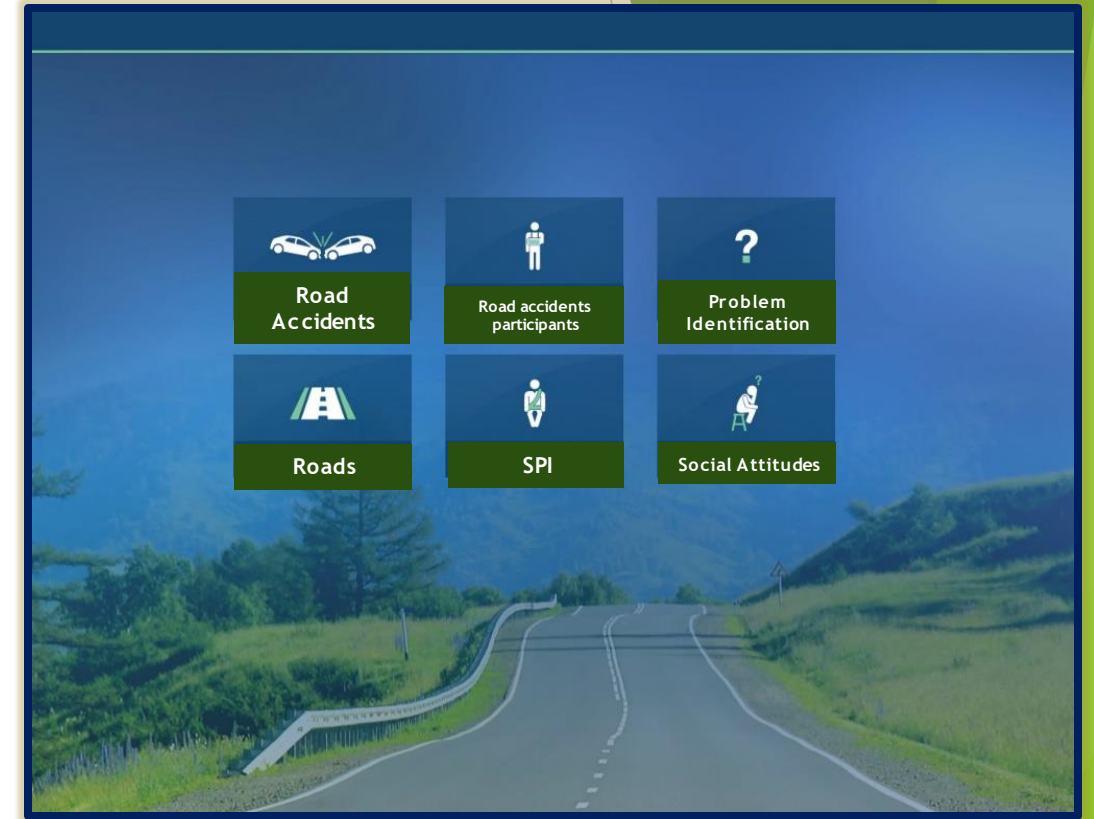 Road
Accidents
Road accidents
participants
?
Problem
Identification
Roads
SPI
?
Social Attitudes